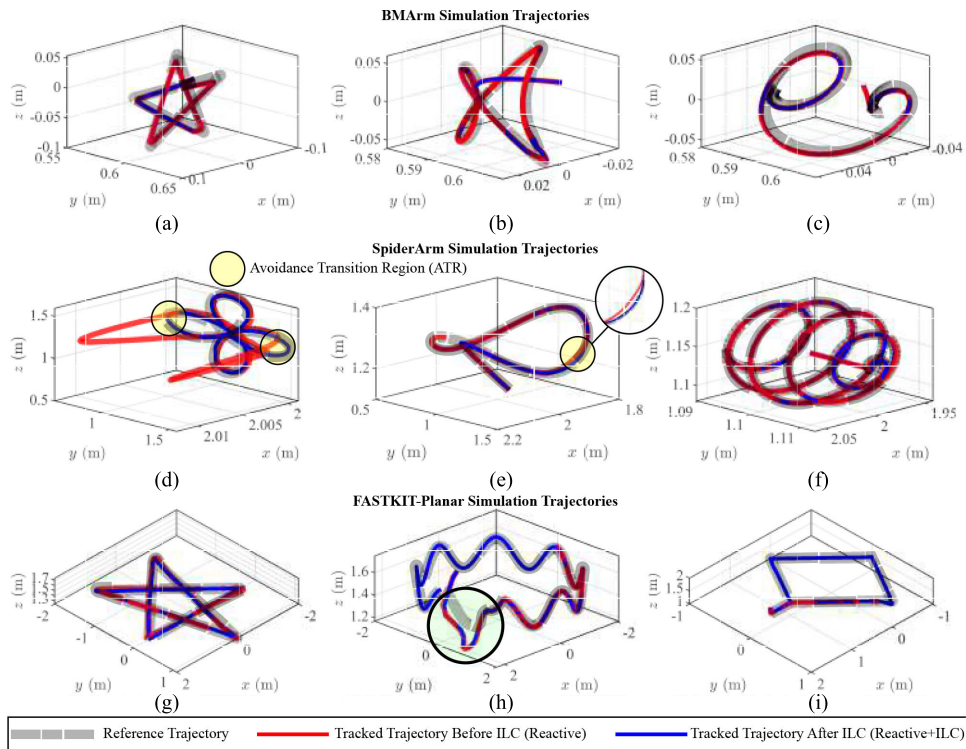 BMArm Simulation Trajectories
0.05
0
-0.05
-0.1
z (m)
0.55
0.6
0.65
y (m)
0.1
0
-0.1
x (m)
(a)
0.05
0
-0.05
z (m)
0.58
0.59
0.6
y (m)
0.02
0
-0.02
x (m)
(b)
0.05
0
-0.05
z (m)
0.58
0.59
0.6
y (m)
0.04
0
-0.04
x (m)
(c)
SpiderArm Simulation Trajectories
Avoidance Transition Region (ATR)
1.5
1
0.5
z (m)
1
1.5
y (m)
2.01
2.005
2
x (m)
(d)
1.4
1.2
z (m)
0.5
1
1.5
y (m)
2.2
2
1.8
x (m)
(e)
1.2
1.15
1.1
z (m)
1.09
1.1
1.11
y (m)
2.05
2
1.95
x (m)
(f)
FASTKIT-Planar Simulation Trajectories
z (m)
-2
-1
0
1
y (m)
2
0
-2
x (m)
(g)
1.6
1.4
1.2
z (m)
-2
0
2
y (m)
2
0
-2
x (m)
(h)
2
z (m)
-1
0
1
y (m)
2
1
0
-1
x (m)
(i)
Reference Trajectory
Tracked Trajectory Before ILC (Reactive)
Tracked Trajectory After ILC (Reactive+ILC)